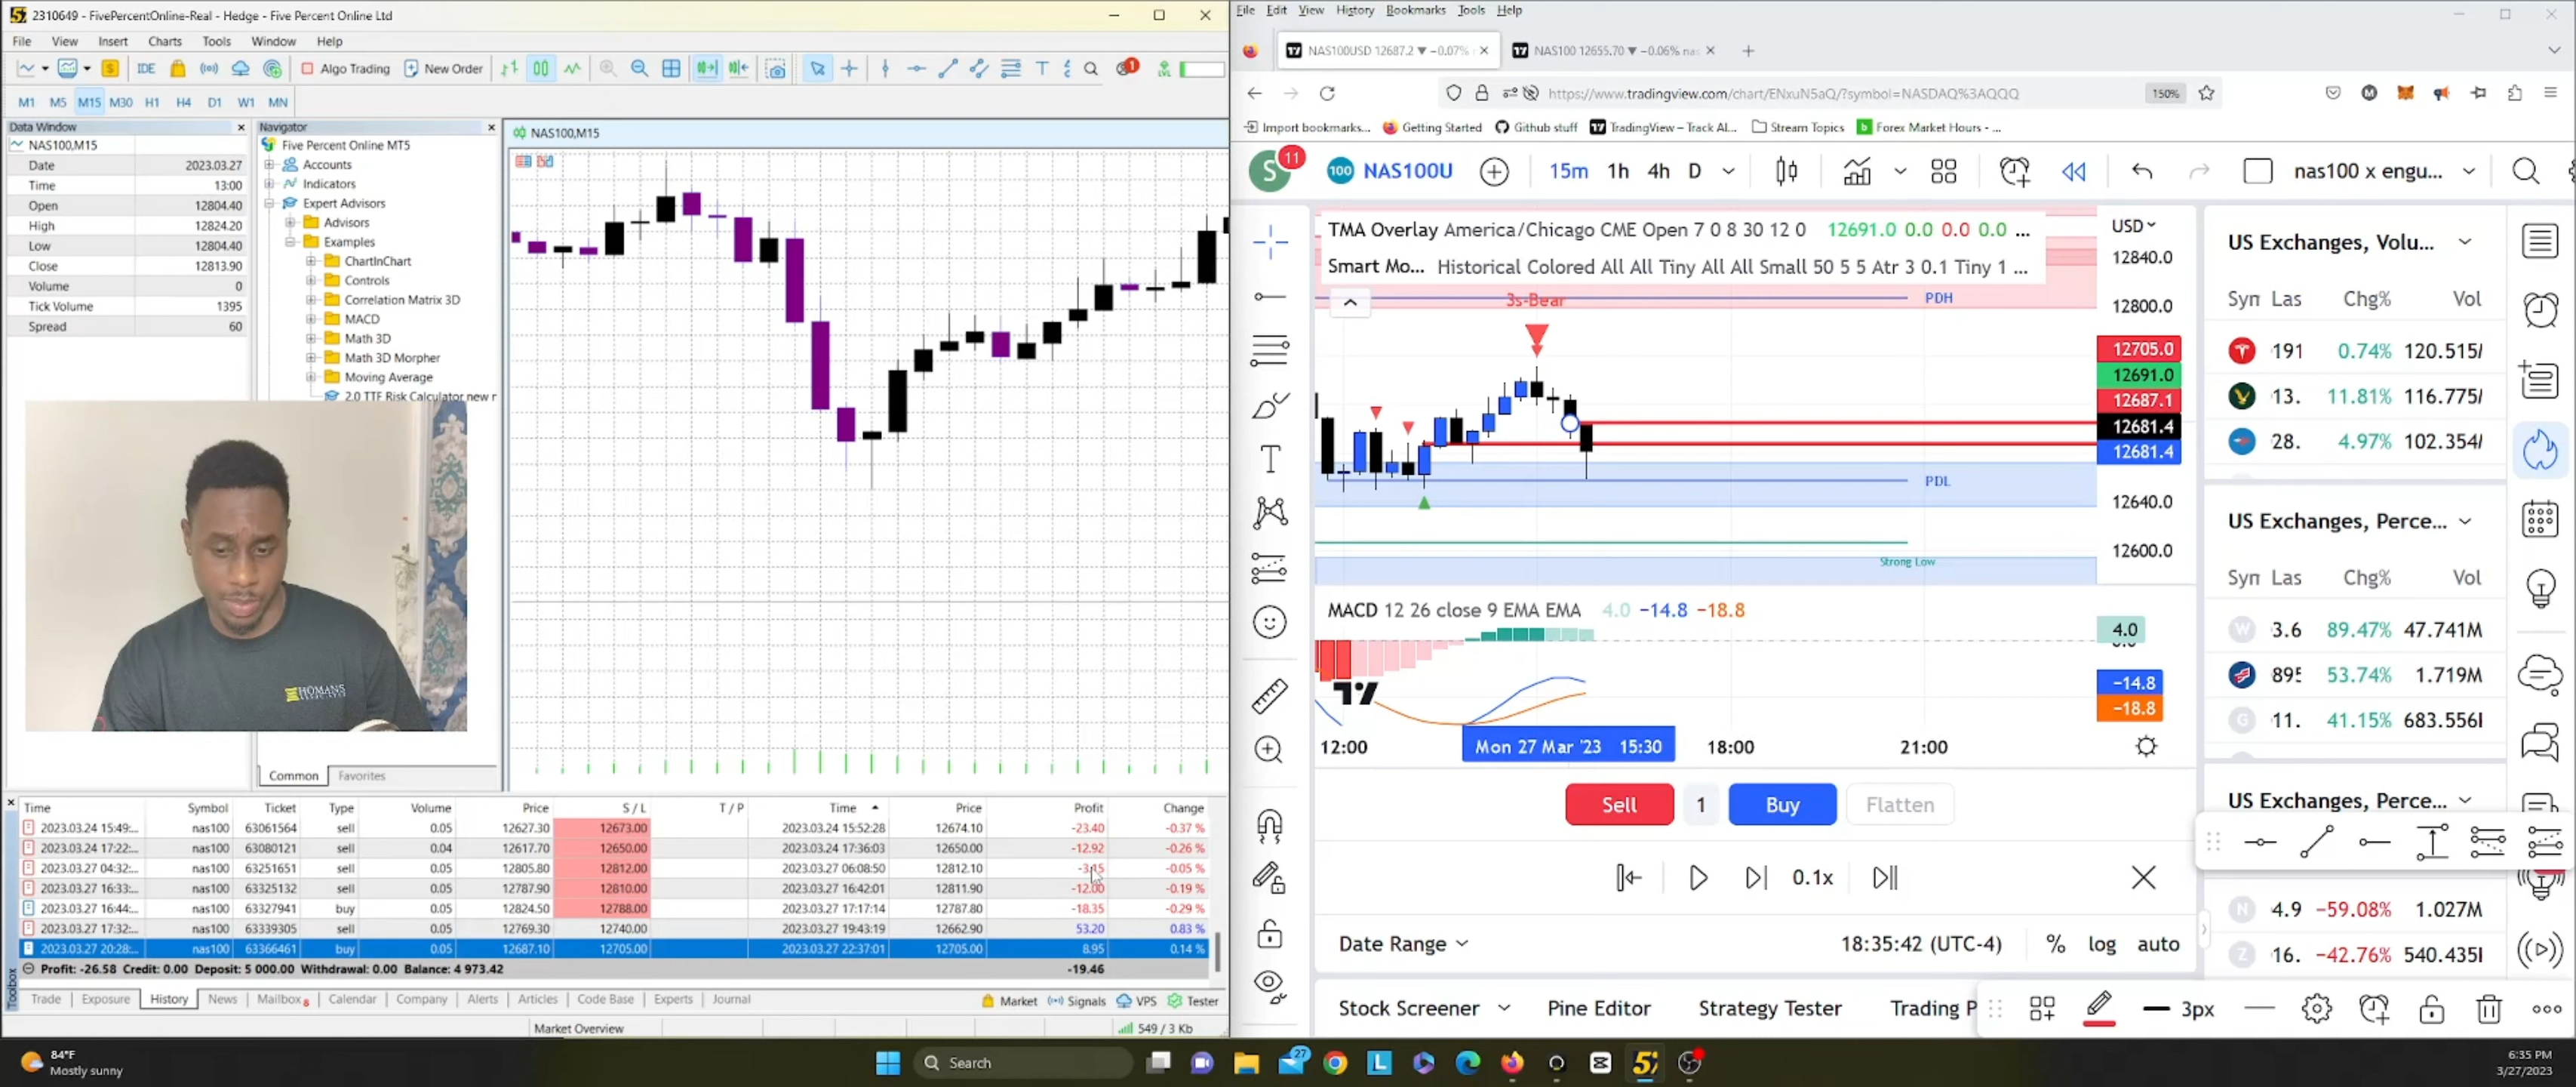 2310649 - FivePercentOnline-Real - Hedge - Five Percent Online Ltd
File View Insert Charts Tools Window Help
IDE Algo Trading New Order
M1 M5 M15 M30 H1 H4 D1 W1 MN
Data Window
NAS100,M15
Date 2023.03.27
Time 13:00
Open 12804.40
High 12824.20
Low 12804.40
Close 12813.90
Volume 0
Tick Volume 1395
Spread 60
Navigator
Five Percent Online MT5
Accounts
Indicators
Expert Advisors
Advisors
Examples
ChartInChart
Controls
Correlation Matrix 3D
MACD
Math 3D
Math 3D Morpher
Moving Average
2.0 TTF Risk Calculator new r
Common Favorites
NAS100,M15
HOMANS
Time Symbol Ticket Type Volume Price S / L T / P Time Price Profit Change
2023.03.24 15:49:... nas100 63061564 sell 0.05 12627.30 12673.00 2023.03.24 15:52:28 12674.10 -23.40 -0.37 %
2023.03.24 17:22:... nas100 63080121 sell 0.04 12617.70 12650.00 2023.03.24 17:36:03 12650.00 -12.92 -0.26 %
2023.03.27 04:32:... nas100 63251651 sell 0.05 12805.80 12812.00 2023.03.27 06:08:50 12812.10 -3.15 -0.05 %
2023.03.27 16:33:... nas100 63325132 sell 0.05 12787.90 12810.00 2023.03.27 16:42:01 12811.90 -12.00 -0.19 %
2023.03.27 16:44:... nas100 63327941 buy 0.05 12824.50 12788.00 2023.03.27 17:17:14 12787.80 -18.35 -0.29 %
2023.03.27 17:32:... nas100 63339305 sell 0.05 12769.30 12740.00 2023.03.27 19:43:19 12662.90 53.20 0.83 %
2023.03.27 20:28:... nas100 63366461 buy 0.05 12687.10 12705.00 2023.03.27 22:37:01 12705.00 8.95 0.14 %
Profit: -26.58 Credit: 0.00 Deposit: 5 000.00 Withdrawal: 0.00 Balance: 4 973.42 -19.46
Toolbox
Trade Exposure History News Mailbox 8 Calendar Company Alerts Articles Code Base Experts Journal Market Signals VPS Tester
Market Overview 549 / 3 Kb
File Edit View History Bookmarks Tools Help
NAS100USD 12687.2 ▼ −0.07%
NAS100 12655.70 ▼ −0.06% nas
https://www.tradingview.com/chart/ENxuN5aQ/?symbol=NASDAQ%3AQQQ 150%
Import bookmarks... Getting Started Github stuff TradingView – Track Al... Stream Topics Forex Market Hours - ...
S 11 100 NAS100U 15m 1h 4h D nas100 x engu...
TMA Overlay America/Chicago CME Open 7 0 8 30 12 0 12691.0 0.0 0.0 0.0 ...
Smart Mo... Historical Colored All All Tiny All All Small 50 5 5 Atr 3 0.1 Tiny 1 ...
3s-Bear
PDH
PDL
Strong Low
USD
12840.0
12800.0
12705.0
12691.0
12687.1
12681.4
12681.4
12640.0
12600.0
MACD 12 26 close 9 EMA EMA 4.0 −14.8 −18.8
4.0
−14.8
−18.8
12:00 Mon 27 Mar '23 15:30 18:00 21:00
Sell 1 Buy Flatten
0.1x
Date Range 18:35:42 (UTC-4) % log auto
Stock Screener Pine Editor Strategy Tester Trading P
3px
US Exchanges, Volu...
Las Chg% Vol
191 0.74% 120.515
13. 11.81% 116.775
28. 4.97% 102.354
US Exchanges, Perce...
Las Chg% Vol
W 3.6 89.47% 47.741M
895 53.74% 1.719M
G 11. 41.15% 683.556
US Exchanges, Perce...
N 4.9 −59.08% 1.027M
Z 16. −42.76% 540.435
84°F
Mostly sunny
Search
27
6:35 PM
3/27/2023